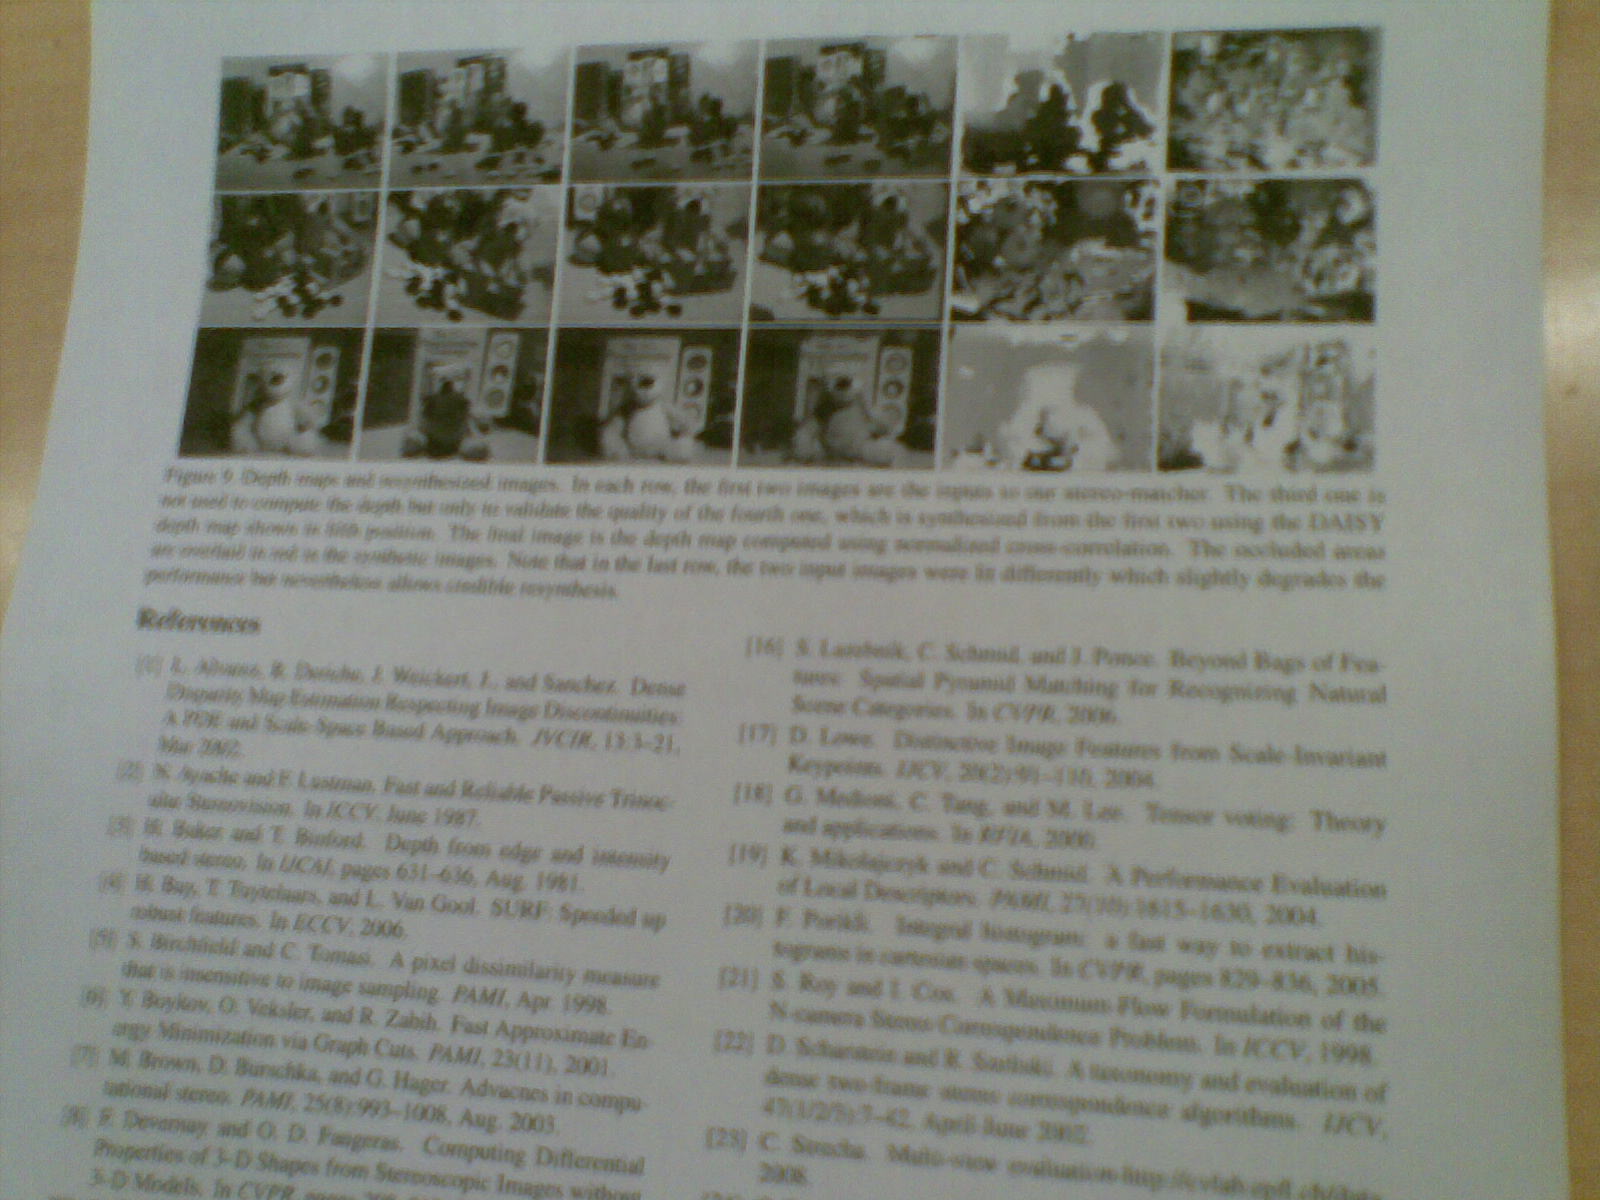 Figure 9. Depth maps and resynthesized images. In each row, the first two images are the inputs to our stereo-matcher. The third one is
not used to compute the depth but only to validate the quality of the fourth one, which is synthesized from the first two using the DAISY
depth map shown in fifth position. The final image is the depth map computed using normalized cross-correlation. The occluded areas
are overlaid in red in the synthetic images. Note that in the last row, the two input images were lit differently which slightly degrades the
performance but nevertheless allows credible resynthesis.
References
[1] L. Alvarez, R. Deriche, J. Weickert, J., and Sanchez. Dense
Disparity Map Estimation Respecting Image Discontinuities:
A PDE and Scale-Space Based Approach. JVCIR, 13:3–21,
Mar 2002.
[2] N. Ayache and F. Lustman. Fast and Reliable Passive Trinoc-
ular Stereovision. In ICCV, June 1987.
[3] H. Baker and T. Binford. Depth from edge and intensity
based stereo. In IJCAI, pages 631–636, Aug. 1981.
[4] H. Bay, T. Tuytelaars, and L. Van Gool. SURF: Speeded up
robust features. In ECCV, 2006.
[5] S. Birchfield and C. Tomasi. A pixel dissimilarity measure
that is insensitive to image sampling. PAMI, Apr. 1998.
[6] Y. Boykov, O. Veksler, and R. Zabih. Fast Approximate En-
ergy Minimization via Graph Cuts. PAMI, 23(11), 2001.
[7] M. Brown, D. Burschka, and G. Hager. Advacnes in compu-
tational stereo. PAMI, 25(8):993–1008, Aug. 2003.
[8] F. Devernay and O. D. Faugeras. Computing Differential
Properties of 3-D Shapes from Stereoscopic Images without
3-D Models. In CVPR, pages
[16] S. Lazebnik, C. Schmid, and J. Ponce. Beyond Bags of Fea-
tures: Spatial Pyramid Matching for Recognizing Natural
Scene Categories. In CVPR, 2006.
[17] D. Lowe. Distinctive Image Features from Scale-Invariant
Keypoints. IJCV, 20(2):91–110, 2004.
[18] G. Medioni, C. Tang, and M. Lee. Tensor voting: Theory
and applications. In RFIA, 2000.
[19] K. Mikolajczyk and C. Schmid. A Performance Evaluation
of Local Descriptors. PAMI, 27(10):1615–1630, 2004.
[20] F. Porikli. Integral histogram: a fast way to extract his-
tograms in cartesian spaces. In CVPR, pages 829–836, 2005.
[21] S. Roy and I. Cox. A Maximum-Flow Formulation of the
N-camera Stereo Correspondence Problem. In ICCV, 1998.
[22] D. Scharstein and R. Szeliski. A taxonomy and evaluation of
dense two-frame stereo correspondence algorithms. IJCV,
47(1/2/3):7–42, April-June 2002.
[23] C. Strecha. Multi-view evaluation-
2008.